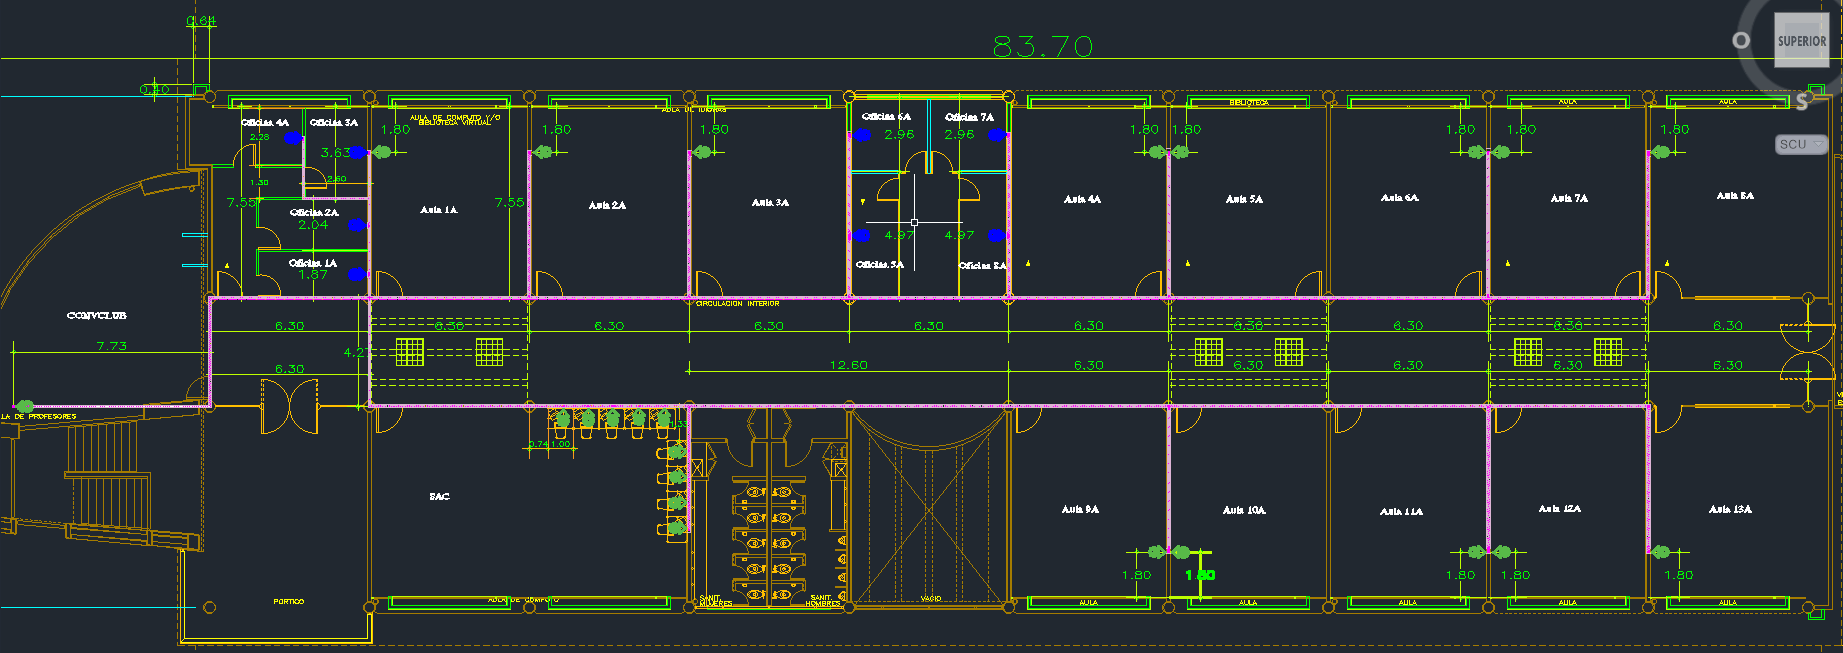 0.64
83.70
O
SUPERIOR
S
SCU
0.40
AULA DE IDIOMAS
BIBLIOTECA
AULA
AULA
Oficina 4A
Oficina 3A
AULA DE COMPUTO Y/O
BIBLIOTECA VIRTUAL
Oficina 6A
Oficina 7A
1.80
1.80
1.80
2.96
2.96
1.80
1.80
1.80
1.80
1.80
2.28
3.63
1.30
2.60
7.55
7.55
Oficina 2A
2.04
Aula 1A
Aula 2A
Aula 3A
Aula 4A
Aula 5A
Aula 6A
Aula 7A
Aula 8A
4.97
4.97
Oficina 1A
1.87
Oficina 5A
Oficina 8A
CIRCULACION INTERIOR
CONVCLUB
6.30
6.30
6.30
6.30
6.30
6.30
6.30
6.30
6.30
6.30
7.73
4.2
6.30
12.60
6.30
6.30
6.30
6.30
6.30
LA DE PROFESORES
0.74
1.00
1.33
SAC
Aula 9A
Aula 10A
Aula 11A
Aula 12A
Aula 13A
1.80
1.80
1.80
1.80
1.80
PORTICO
AULA DE COMPUTO
SANIT.
MUJERES
SANIT.
HOMBRES
VACIO
AULA
AULA
AULA
AULA
AULA